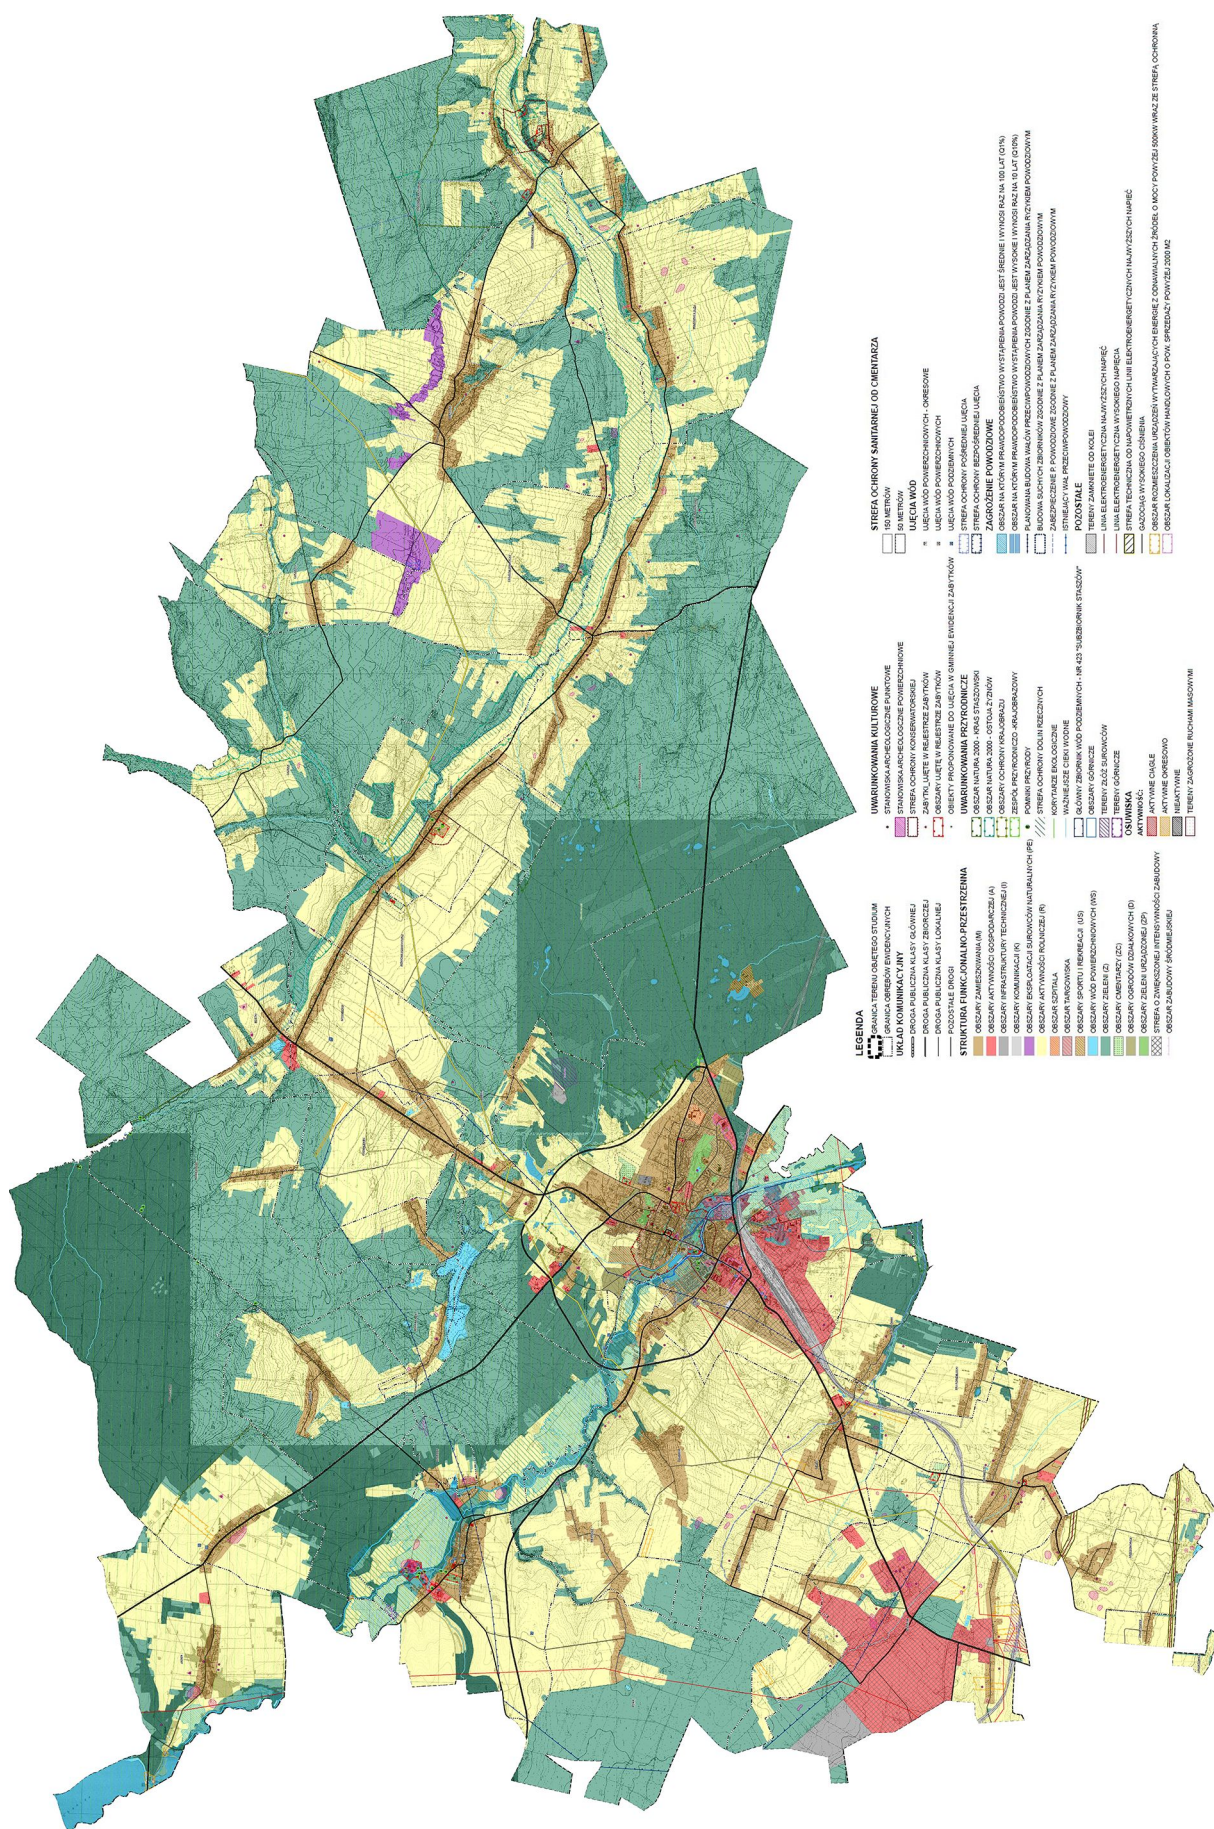 LEGENDA
GRANICA TERENU OBJĘTEGO STUDIUM
GRANICA OBRĘBÓW EWIDENCYJNYCH
UKŁAD KOMUNIKACYJNY
DROGA PUBLICZNA KLASY GŁÓWNEJ
DROGA PUBLICZNA KLASY ZBIORCZEJ
DROGA PUBLICZNA KLASY LOKALNEJ
POZOSTAŁE DROGI
STRUKTURA FUNKCJONALNO-PRZESTRZENNA
OBSZARY ZAMIESZKIWANIA (M)
OBSZARY AKTYWNOŚCI GOSPODARCZEJ (A)
OBSZARY INFRASTRUKTURY TECHNICZNEJ (I)
OBSZARY KOMUNIKACJI (K)
OBSZARY EKSPLOATACJI SUROWCÓW NATURALNYCH (PE)
OBSZARY AKTYWNOŚCI ROLNICZEJ (R)
OBSZAR SZPITALA
OBSZAR TARGOWISKA
OBSZARY SPORTU I REKREACJI (US)
OBSZARY WÓD POWIERZCHNIOWYCH (WS)
OBSZARY ZIELENI (Z)
OBSZARY CMENTARZY (ZC)
OBSZARY OGRODÓW DZIAŁKOWYCH (D)
OBSZARY ZIELENI URZĄDZONEJ (ZP)
STREFA O ZWIĘKSZONEJ INTENSYWNOŚCI ZABUDOWY
OBSZAR ZABUDOWY ŚRÓDMIEJSKIEJ
UWARUNKOWANIA KULTUROWE
STANOWISKA ARCHEOLOGICZNE PUNKTOWE
STANOWISKA ARCHEOLOGICZNE POWIERZCHNIOWE
STREFA OCHRONY KONSERWATORSKIEJ
ZABYTKI UJĘTE W REJESTRZE ZABYTKÓW
OBSZARY UJĘTE W REJESTRZE ZABYTKÓW
OBIEKTY PROPONOWANE DO UJĘCIA W GMINNEJ EWIDENCJI ZABYTKÓW
UWARUNKOWANIA PRZYRODNICZE
OBSZAR NATURA 2000 - KRAS STASZOWSKI
OBSZAR NATURA 2000 - OSTOJA ŻYZNÓW
OBSZARY OCHRONY KRAJOBRAZU
ZESPÓŁ PRZYRODNICZO -KRAJOBRAZOWY
POMNIKI PRZYRODY
STREFA OCHRONY DOLIN RZECZNYCH
KORYTARZE EKOLOGICZNE
WAŻNIEJSZE CIEKI WODNE
GŁÓWNY ZBIORNIK WÓD PODZIEMNYCH - NR 423 "SUBZBIORNIK STASZÓW"
OBSZARY GÓRNICZE
TERENY ZŁÓŻ SUROWCÓW
TERENY GÓRNICZE
OSUWISKA
AKTYWNOŚĆ:
AKTYWNE CIĄGLE
AKTYWNE OKRESOWO
NIEAKTYWNE
TERENY ZAGROŻONE RUCHAMI MASOWYMI
STREFA OCHRONY SANITARNEJ OD CMENTARZA
150 METRÓW
50 METRÓW
UJĘCIA WÓD
UJĘCIA WÓD POWIERZCHNIOWYCH - OKRESOWE
UJĘCIA WÓD POWIERZCHNIOWYCH
UJĘCIA WÓD PODZIEMNYCH
STREFA OCHRONY POŚREDNIEJ UJĘCIA
STREFA OCHRONY BEZPOŚREDNIEJ UJĘCIA
ZAGROŻENIE POWODZIOWE
OBSZAR NA KTÓRYM PRAWDOPODOBIEŃSTWO WYSTĄPIENIA POWODZI JEST ŚREDNIE I WYNOSI RAZ NA 100 LAT (Q1%)
OBSZAR NA KTÓRYM PRAWDOPODOBIEŃSTWO WYSTĄPIENIA POWODZI JEST WYSOKIE I WYNOSI RAZ NA 10 LAT (Q10%)
PLANOWANA BUDOWA WAŁÓW PRZECIWPOWODZIOWYCH ZGODNIE Z PLANEM ZARZĄDZANIA RYZYKIEM POWODZIOWYM
BUDOWA SUCHYCH ZBIORNIKÓW ZGODNIE Z PLANEM ZARZĄDZANIA RYZYKIEM POWODZIOWYM
ZABEZPIECZENIE P. POWODZIOWE ZGODNIE Z PLANEM ZARZĄDZANIA RYZYKIEM POWODZIOWYM
ISTNIEJĄCY WAŁ PRZECIWPOWODZIOWY
POZOSTAŁE
TERENY ZAMKNIĘTE OD KOLEI
LINIA ELEKTROENERGETYCZNA NAJWYŻSZYCH NAPIĘĆ
LINIA ELEKTROENERGETYCZNA WYSOKIEGO NAPIĘCIA
STREFA TECHNICZNA OD NAPOWIETRZNYCH LINII ELEKTROENERGETYCZNYCH NAJWYŻSZYCH NAPIĘĆ
GAZOCIĄG WYSOKIEGO CIŚNIENIA
OBSZAR ROZMIESZCZENIA URZĄDZEŃ WYTWARZAJĄCYCH ENERGIĘ Z ODNAWIALNYCH ŹRÓDEŁ O MOCY POWYŻEJ 500KW WRAZ ZE STREFĄ OCHRONNĄ
OBSZAR LOKALIZACJI OBIEKTÓW HANDLOWYCH O POW. SPRZEDAŻY POWYŻEJ 2000 M2